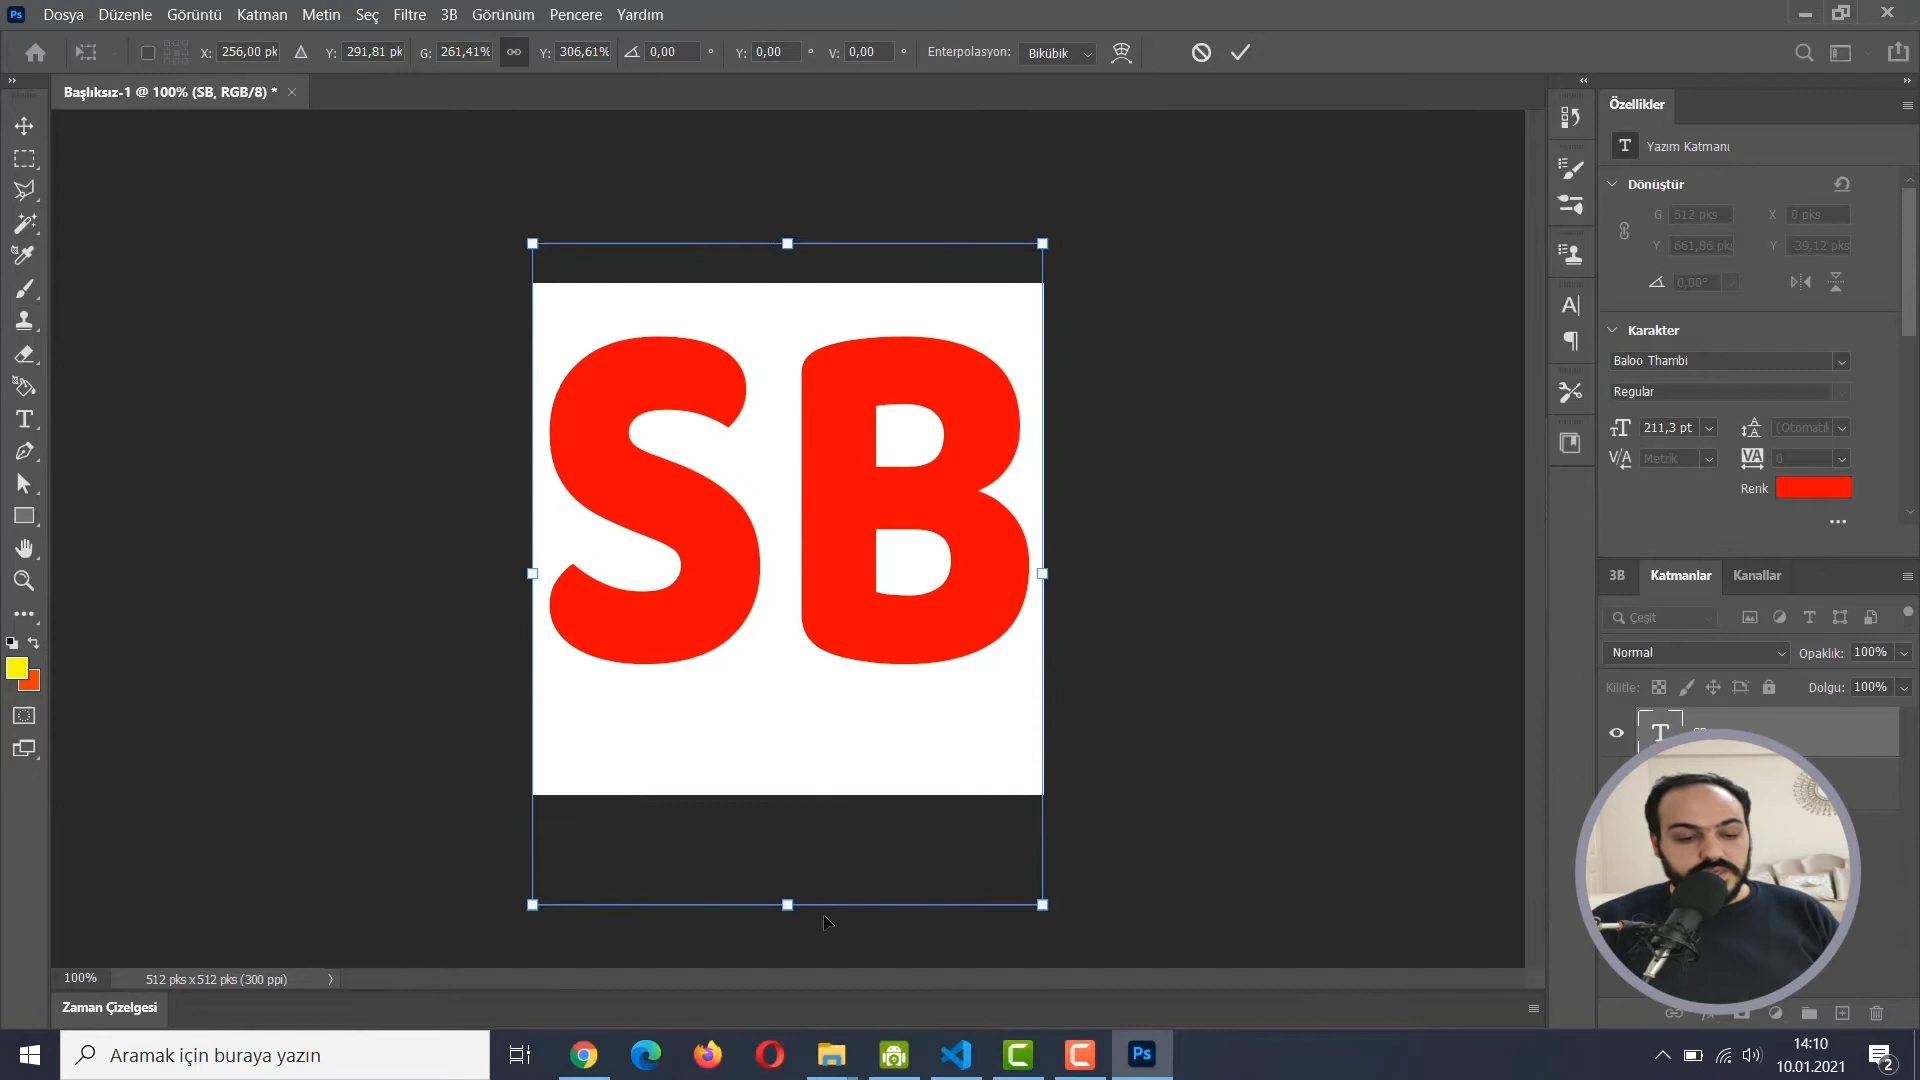 Ps Dosya Düzenle Görüntü Katman Metin Seç Filtre 3B Görünüm Pencere Yardım
X: 256,00 pk Y: 291,81 pk G: 261,41% Y: 306,61% 0,00 ° Y: 0,00 ° V: 0,00 ° Enterpolasyon: Bikübik
Başlıksız-1 @ 100% (SB, RGB/8) *
Özellikler
T Yazım Katmanı
Dönüştür
G 512 pks X 0 pks
Y 661,86 pks Y -39,12 pks
0,00°
Karakter
Baloo Thambi
Regular
211,3 pt (Otomatik
Metrik 0
Renk
SB
3B Katmanlar Kanallar
Çeşit
Normal Opaklık: 100%
Kilitle: Dolgu: 100%
100% 512 pks x 512 pks (300 ppi)
Zaman Çizelgesi
Aramak için buraya yazın
Ps
14:10
10.01.2021
2